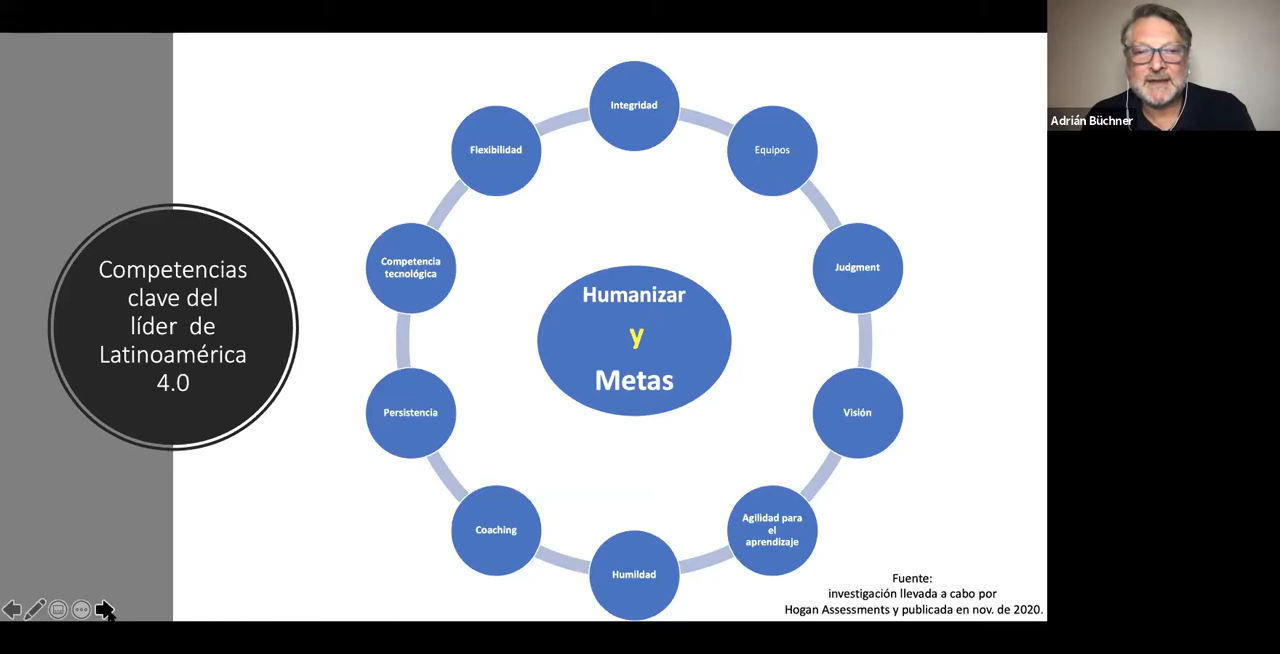 Competencias
clave del
líder de
Latinoamérica
4.0
Integridad
Equipos
Judgment
Visión
Agilidad para
el
aprendizaje
Humildad
Coaching
Persistencia
Competencia
tecnológica
Flexibilidad
Humanizar
y
Metas
Fuente:
investigación llevada a cabo por
Hogan Assessments y publicada en nov. de 2020.
Adrián Büchner